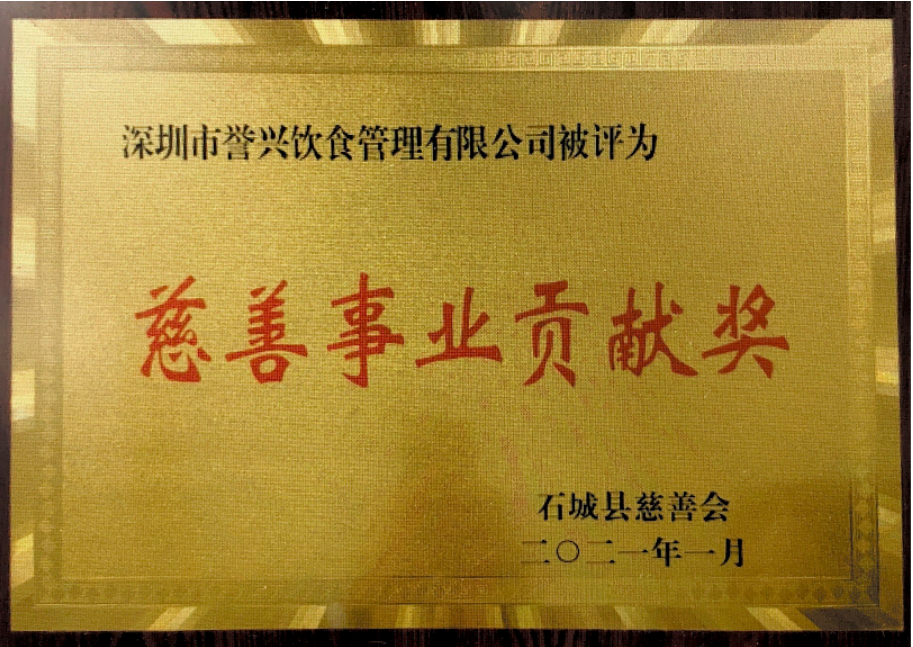 深圳市誉兴饮食管理有限公司被评为
慈善事业贡献奖
石城县慈善会
二〇二一年一月